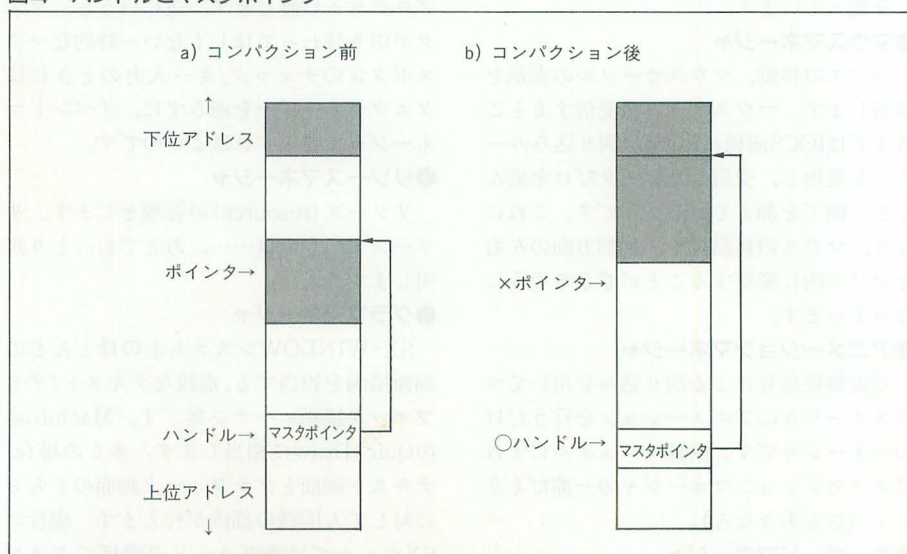 a) コンパクション前
b) コンパクション後
↑
下位アドレス
ポインタ→
×ポインタ→
ハンドル→
マスタポインタ
○ハンドル→
マスタポインタ
上位アドレス
↓